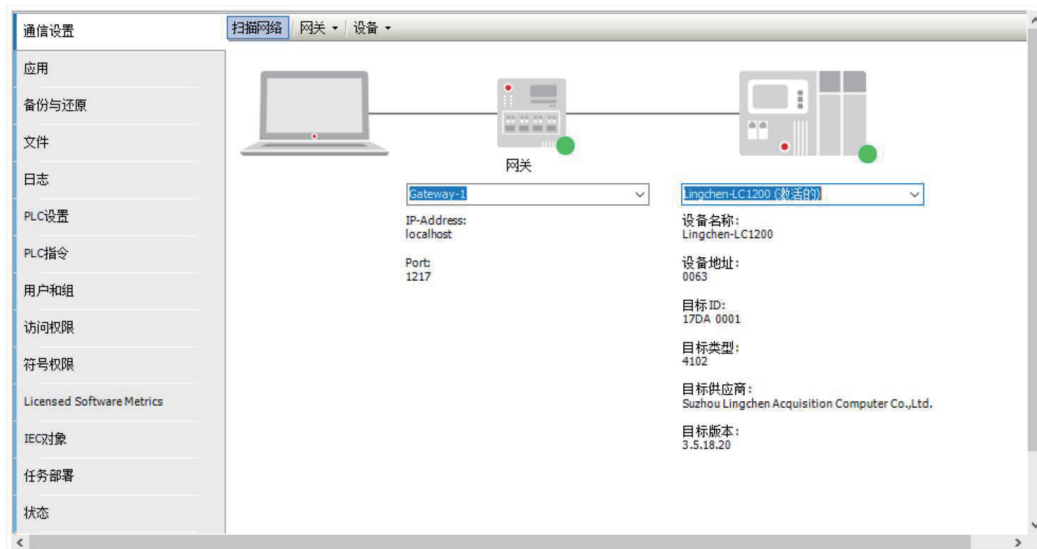 通信设置
扫描网络 网关 设备
应用
备份与还原
文件
日志
PLC设置
PLC指令
用户和组
访问权限
符号权限
Licensed Software Metrics
IEC对象
任务部署
状态
网关
Gateway-1
IP-Address:
localhost
Port:
1217
Lingchen-LC1200 (激活的)
设备名称:
Lingchen-LC1200
设备地址:
0063
目标ID:
17DA 0001
目标类型:
4102
目标供应商:
Suzhou Lingchen Acquisition Computer Co.,Ltd.
目标版本:
3.5.18.20